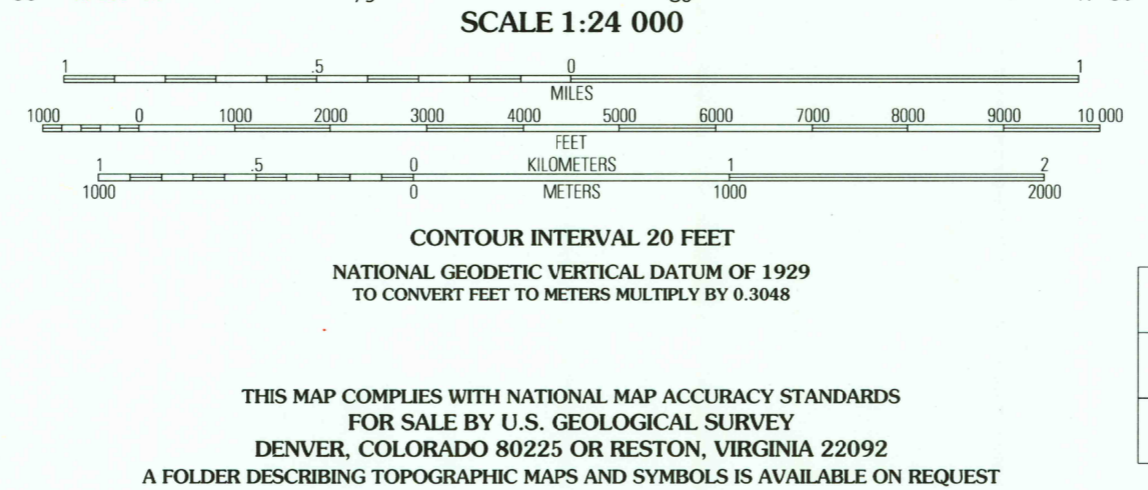 SCALE 1:24 000
1 .5 0 1
MILES
1000 0 1000 2000 3000 4000 5000 6000 7000 8000 9000 10 000
FEET
1 .5 0 KILOMETERS 1 2
1000 0 METERS 1000 2000
CONTOUR INTERVAL 20 FEET
NATIONAL GEODETIC VERTICAL DATUM OF 1929
TO CONVERT FEET TO METERS MULTIPLY BY 0.3048
THIS MAP COMPLIES WITH NATIONAL MAP ACCURACY STANDARDS
FOR SALE BY U.S. GEOLOGICAL SURVEY
DENVER, COLORADO 80225 OR RESTON, VIRGINIA 22092
A FOLDER DESCRIBING TOPOGRAPHIC MAPS AND SYMBOLS IS AVAILABLE ON REQUEST